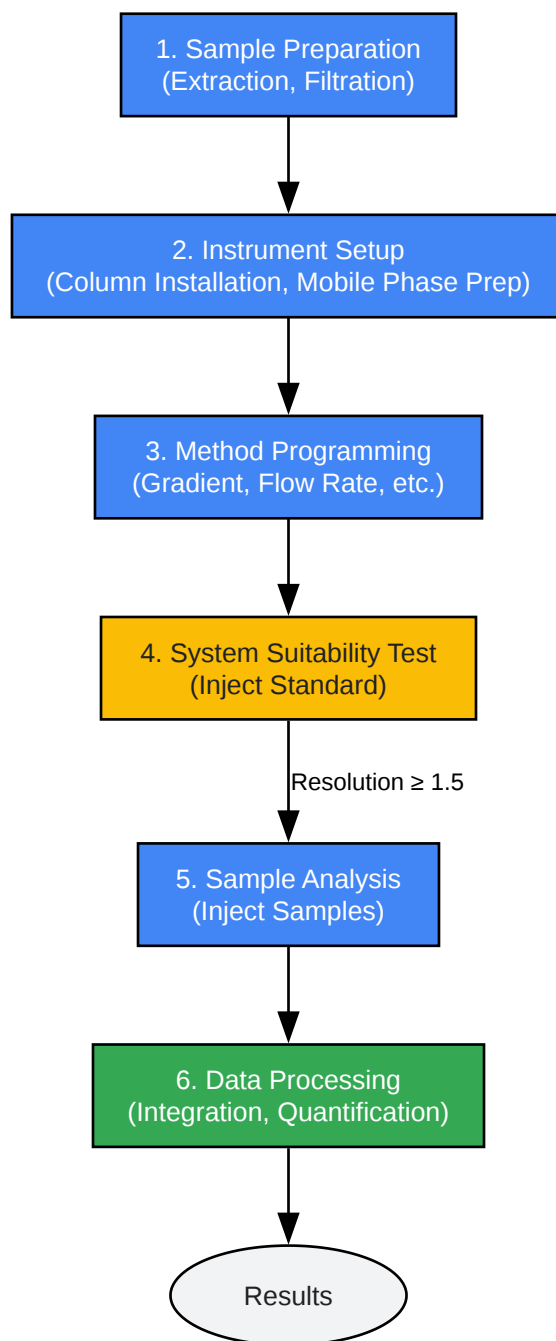 1. Sample Preparation
(Extraction, Filtration)
2. Instrument Setup
(Column Installation, Mobile Phase Prep)
3. Method Programming
(Gradient, Flow Rate, etc.)
4. System Suitability Test
(Inject Standard)
Resolution ≥ 1.5
5. Sample Analysis
(Inject Samples)
6. Data Processing
(Integration, Quantification)
Results